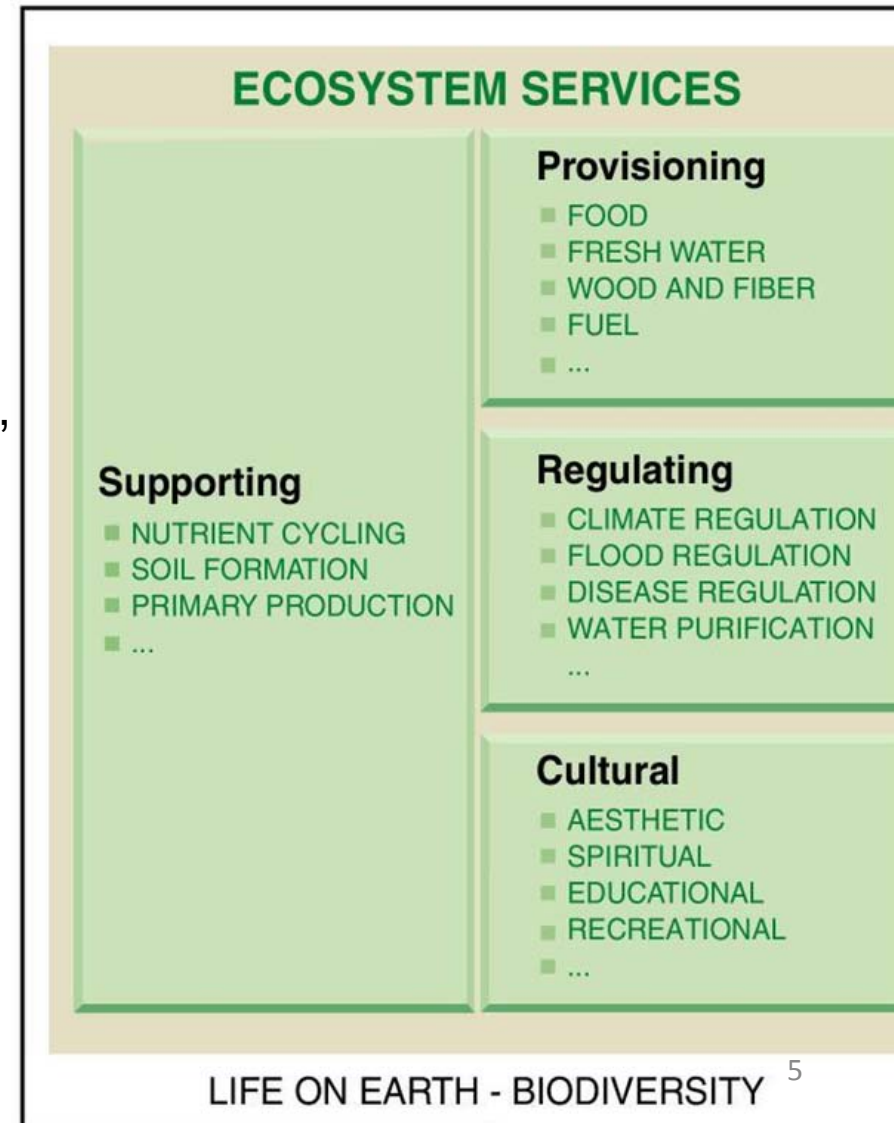 ,
ECOSYSTEM SERVICES
Supporting
■ NUTRIENT CYCLING
■ SOIL FORMATION
■ PRIMARY PRODUCTION
■ ...
Provisioning
■ FOOD
■ FRESH WATER
■ WOOD AND FIBER
■ FUEL
■ ...
Regulating
■ CLIMATE REGULATION
■ FLOOD REGULATION
■ DISEASE REGULATION
■ WATER PURIFICATION
...
Cultural
■ AESTHETIC
■ SPIRITUAL
■ EDUCATIONAL
■ RECREATIONAL
■ ...
LIFE ON EARTH - BIODIVERSITY
5